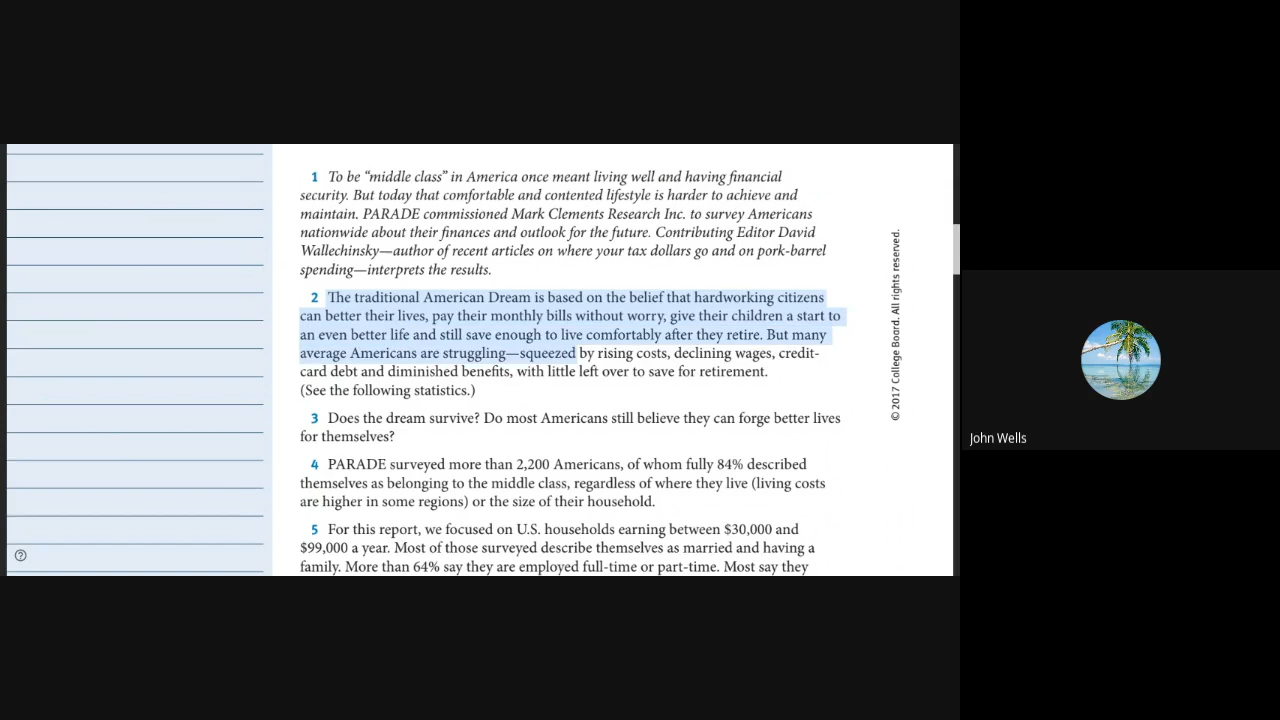 1 To be “middle class” in America once meant living well and having financial
security. But today that comfortable and contented lifestyle is harder to achieve and
maintain. PARADE commissioned Mark Clements Research Inc. to survey Americans
nationwide about their finances and outlook for the future. Contributing Editor David
Wallechinsky—author of recent articles on where your tax dollars go and on pork-barrel
spending—interprets the results.
2 The traditional American Dream is based on the belief that hardworking citizens
can better their lives, pay their monthly bills without worry, give their children a start to
an even better life and still save enough to live comfortably after they retire. But many
average Americans are struggling—squeezed by rising costs, declining wages, credit-
card debt and diminished benefits, with little left over to save for retirement.
(See the following statistics.)
3 Does the dream survive? Do most Americans still believe they can forge better lives
for themselves?
4 PARADE surveyed more than 2,200 Americans, of whom fully 84% described
themselves as belonging to the middle class, regardless of where they live (living costs
are higher in some regions) or the size of their household.
5 For this report, we focused on U.S. households earning between $30,000 and
$99,000 a year. Most of those surveyed describe themselves as married and having a
family. More than 64% say they are employed full-time or part-time. Most say they
© 2017 College Board. All rights reserved.
John Wells